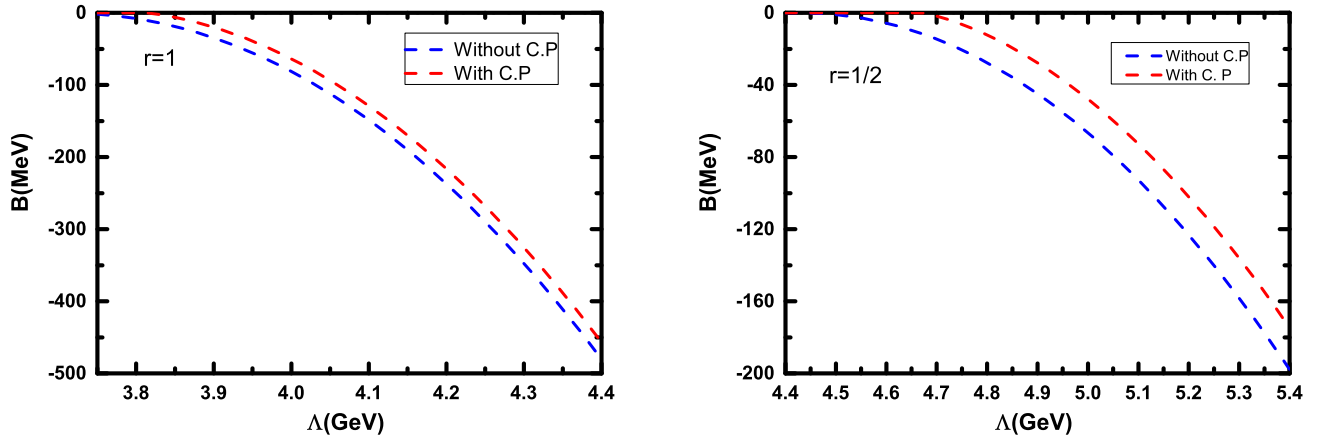 0
-100
-200
-300
-400
-500
B(MeV)
r=1
Without C.P
With C.P
3.8 3.9 4.0 4.1 4.2 4.3 4.4
Λ(GeV)
0
-40
-80
-120
-160
-200
B(MeV)
r=1/2
Without C.P
With C. P
4.4 4.5 4.6 4.7 4.8 4.9 5.0 5.1 5.2 5.3 5.4
Λ(GeV)